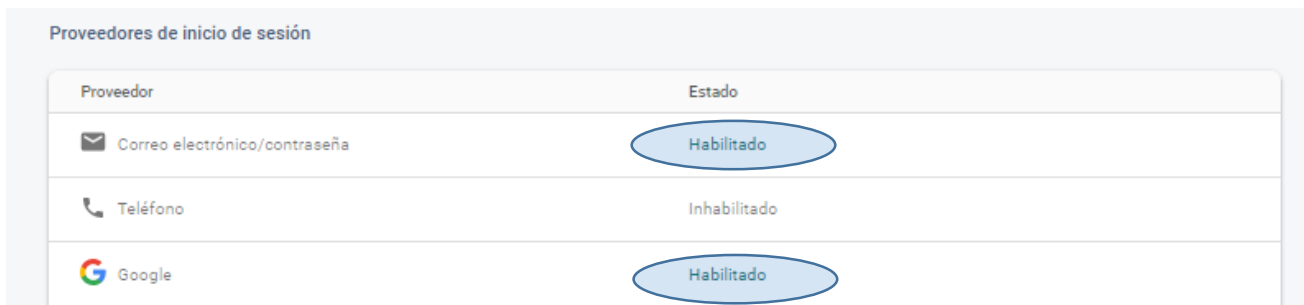 Proveedores de inicio de sesión
Proveedor Estado
Correo electrónico/contraseña Habilitado
Teléfono Inhabilitado
Google Habilitado